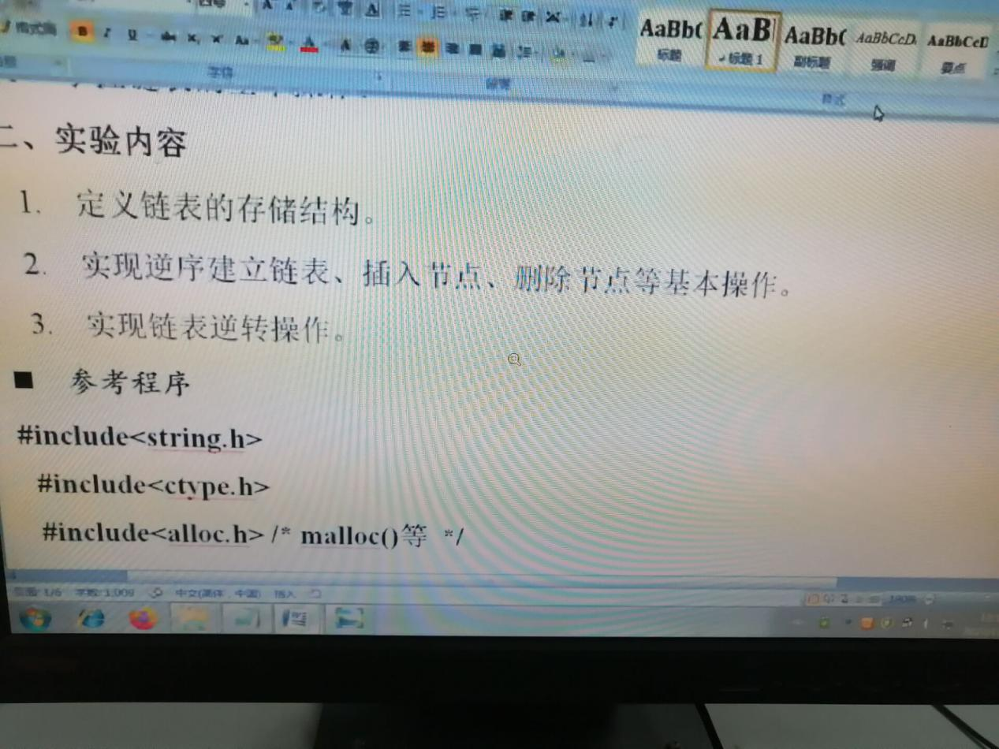 AaBb( AaB AaBb( AaBbCcD AaBbCcD
标题 标题 1 副标题 强调 要点
字体 段落 样式
二、实验内容
1. 定义链表的存储结构。
2. 实现逆序建立链表、插入节点、删除节点等基本操作。
3. 实现链表逆转操作。
■ 参考程序
#include<string.h>
#include<ctype.h>
#include<alloc.h> /* malloc()等 */
页面: 1/6 字数: 1,009 中文(简体，中国) 插入 190%